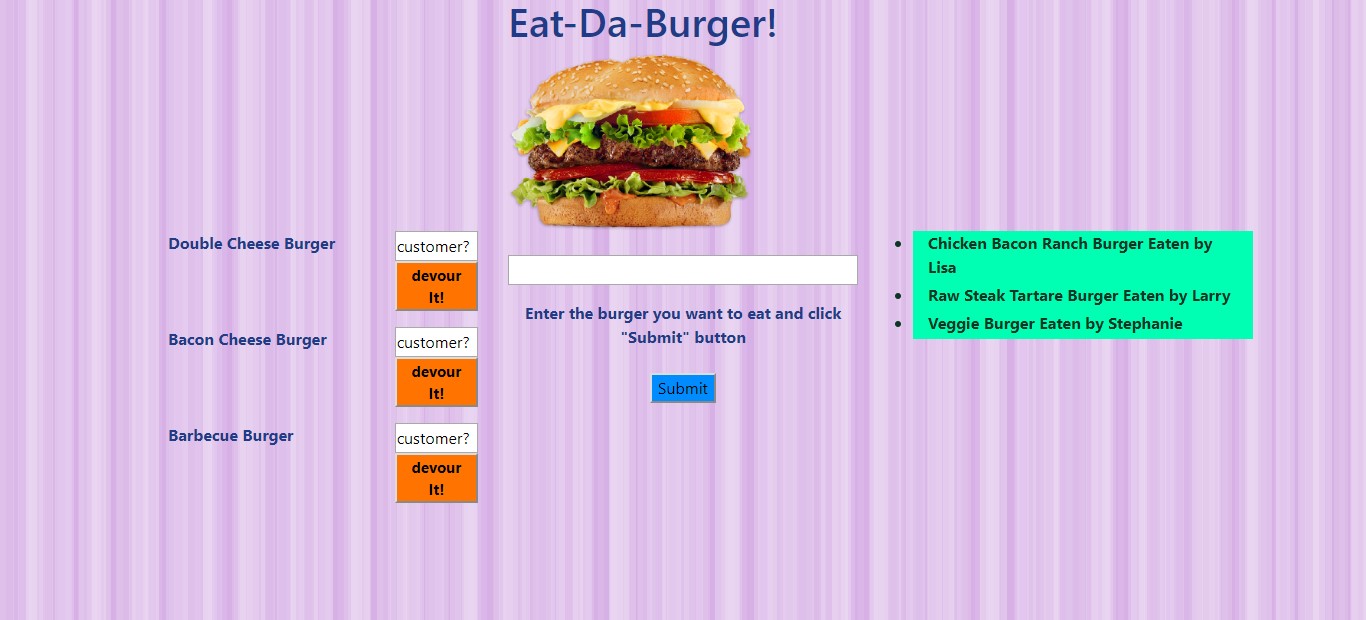 Eat-Da-Burger!
Double Cheese Burger
customer?
devour
It!
Bacon Cheese Burger
customer?
devour
It!
Barbecue Burger
customer?
devour
It!
Enter the burger you want to eat and click
"Submit" button
Submit
Chicken Bacon Ranch Burger Eaten by
Lisa
Raw Steak Tartare Burger Eaten by Larry
Veggie Burger Eaten by Stephanie